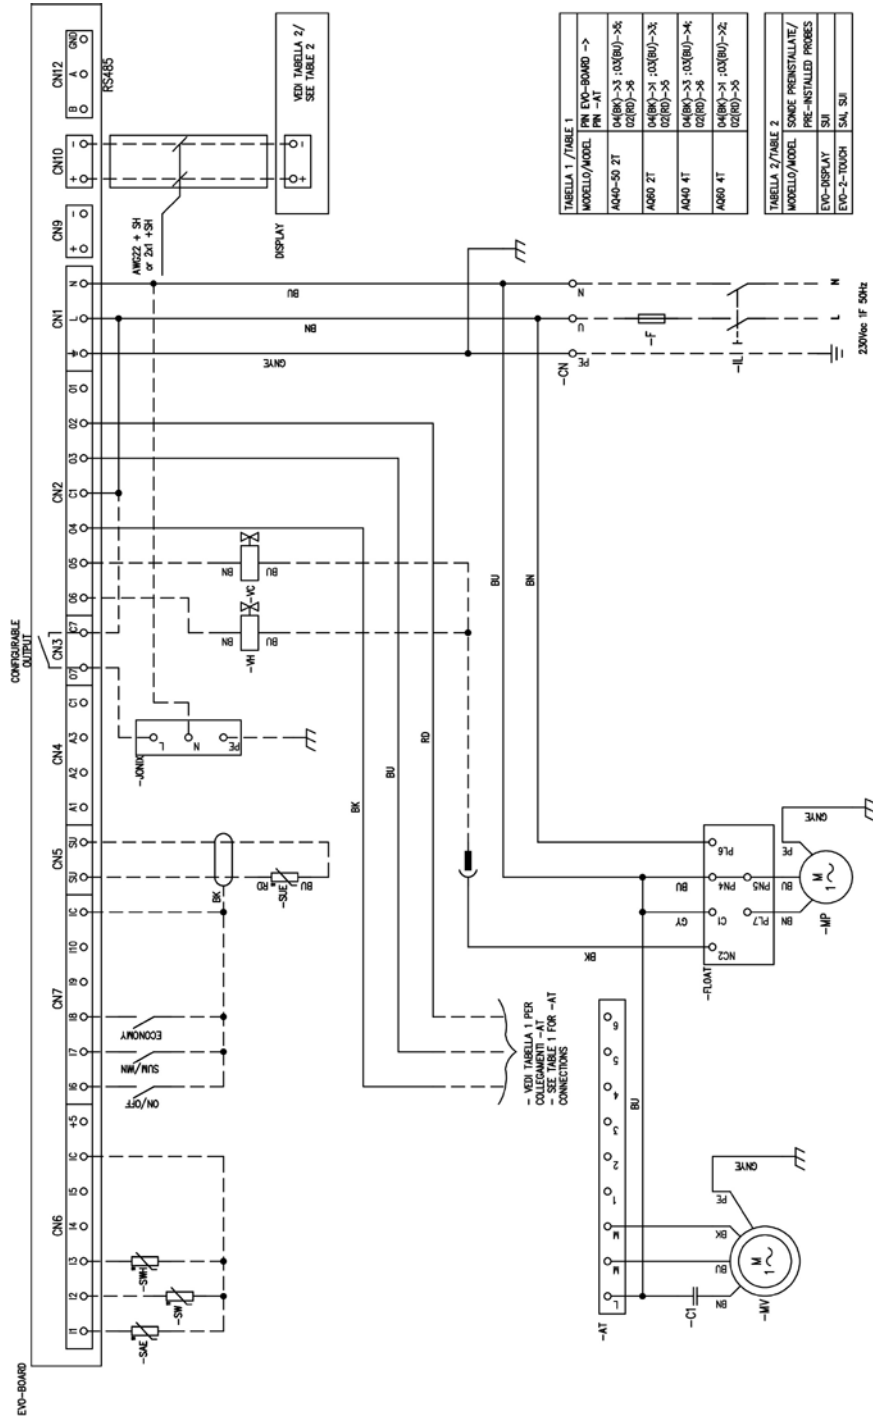 EVO-BOARD
CONFIGURABLE
OUTPUT
CN6
CN7
CN5
CN4
CN3
CN2
CN1
CN9
CN10
CN12
I1
I2
I3
I4
I5
IC
+5
I6
I7
I8
I9
I10
IC
SU
SU
A1
A2
A3
C1
07
C7
06
05
04
C1
03
02
01
L
N
+
-
+
-
B
A
GND
RS485
-SAE
-SW
-SWH
ON/OFF
SUM/WIN
ECONOMY
BK
RD
BU
-SUE
-JONIX
L
N
PE
BN
BU
-VH
BN
BU
-VC
GNYE
BN
BU
AWG22 + SH
or 2x1 +SH
DISPLAY
+
-
VEDI TABELLA 2/
SEE TABLE 2
BK
BU
RD
BU
BN
- VEDI TABELLA 1 PER
COLLEGAMENTI -AT
- SEE TABLE 1 FOR -AT
CONNECTIONS
-CN
PE
U
N
-F
-IL
L
N
230Vac 1F 50Hz
BK
-AT
L
M
M
1
2
3
4
5
6
BU
-C1
BN
BU
BK
PE
GNYE
M
1
-MV
-FLOAT
NC2
C1
PN4
PL6
PL7
PN5
GY
BU
BN
BU
PE
GNYE
M
1
-MP
TABELLA 1 /TABLE 1
MODELLO/MODEL
PIN EVO-BOARD ->
PIN -AT
AQ40-50 2T
04(BK)->3 ;03(BU)->5;
02(RD)->6
AQ60 2T
04(BK)->1 ;03(BU)->3;
02(RD)->5
AQ40 4T
04(BK)->3 ;03(BU)->4;
02(RD)->6
AQ60 4T
04(BK)->1 ;03(BU)->2;
02(RD)->5
TABELLA 2/TABLE 2
MODELLO/MODEL
SONDE PREINSTALLATE/
PRE-INSTALLED PROBES
EVO-DISPLAY
SUI
EVO-2-TOUCH
SAI, SUI